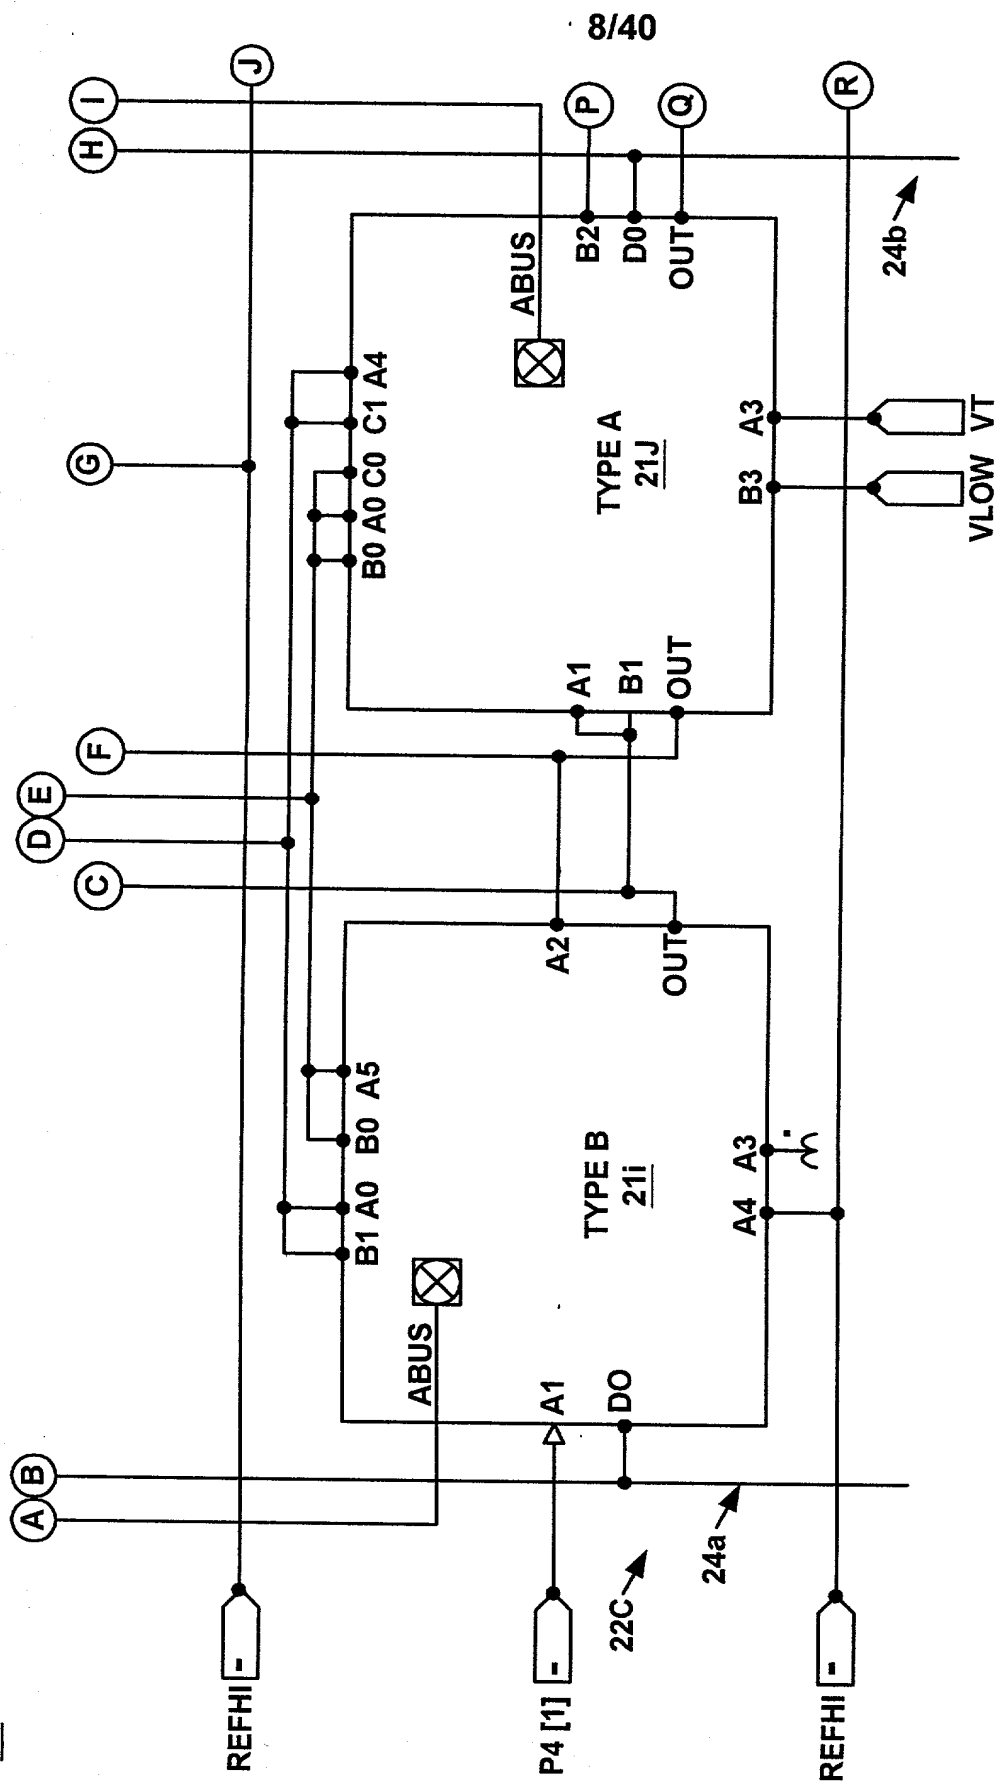 8/40
A
B
C
D
E
F
G
H
I
J
REFHI -
ABUS
B1 A0 B0 A5
A1
DO
TYPE B
21i
A2
OUT
A4 A3
P4 [1] -
22C
24a
REFHI -
B0 A0 C0 C1 A4
A1
B1
OUT
TYPE A
21J
ABUS
B2
D0
OUT
B3 A3
P
Q
R
24b
VLOW VT